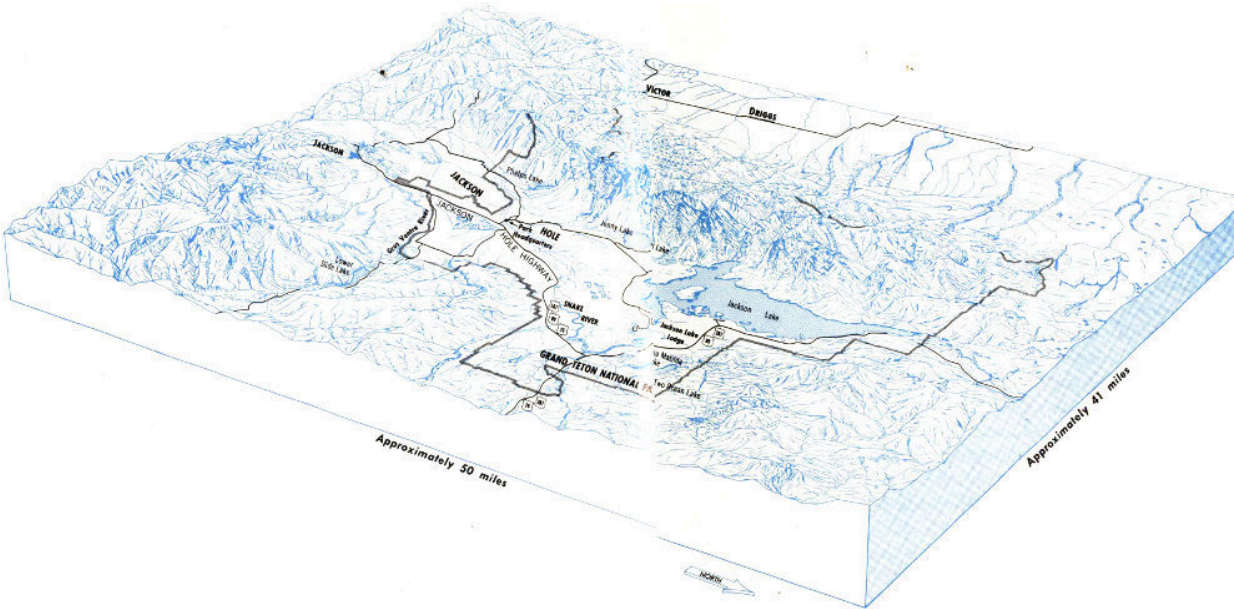 VICTOR
DRIGGS
JACKSON
Phelps Lake
JACKSON
JACKSON
HOLE
Jenny Lake
Lake
Park
Headquarters
HOLE HIGHWAY
Gros Ventre River
Lower
Slide Lake
SNAKE
RIVER
Jackson Lake
Jackson Lake
Lodge
GRAND TETON NATIONAL PA
Two Ocean Lake
Approximately 50 miles
Approximately 41 miles
NORTH